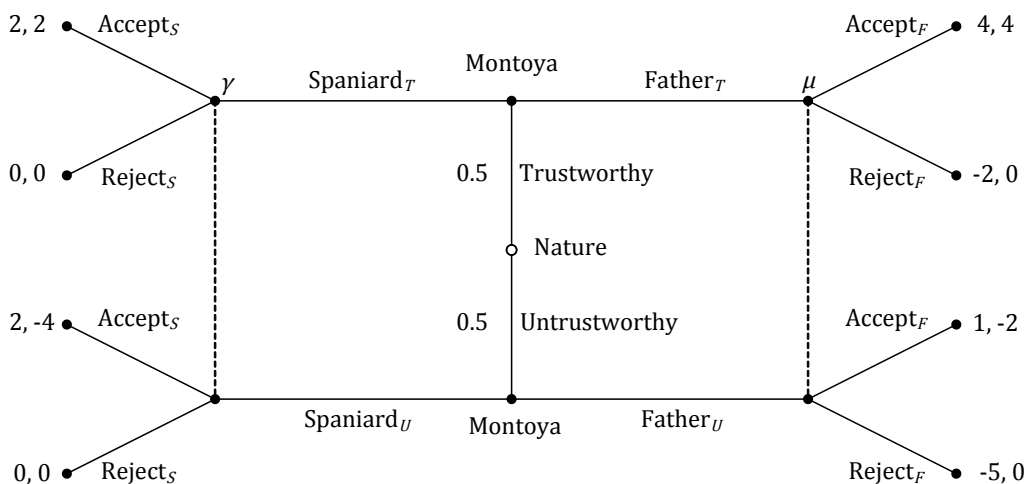 2, 2 Accept_S Accept_F 4, 4
Montoya
γ Spaniard_T Father_T μ
0, 0 Reject_S 0.5 Trustworthy Reject_F -2, 0
Nature
2, -4 Accept_S 0.5 Untrustworthy Accept_F 1, -2
Spaniard_U Montoya Father_U
0, 0 Reject_S Reject_F -5, 0